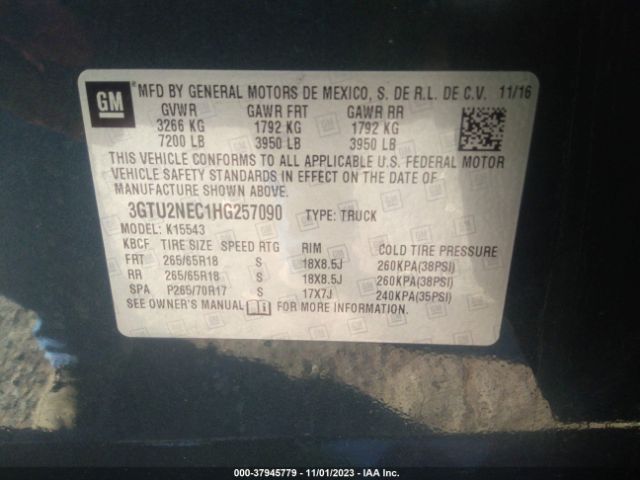 GM
MFD BY GENERAL MOTORS DE MEXICO, S. DE R.L. DE C.V. 11/16
GVWR GAWR FRT GAWR RR
3266 KG 1792 KG 1792 KG
7200 LB 3950 LB 3950 LB
THIS VEHICLE CONFORMS TO ALL APPLICABLE U.S. FEDERAL MOTOR
VEHICLE SAFETY STANDARDS IN EFFECT ON THE DATE OF
MANUFACTURE SHOWN ABOVE.
3GTU2NEC1HG257090 TYPE: TRUCK
MODEL: K15543
KBCF TIRE SIZE SPEED RTG RIM COLD TIRE PRESSURE
FRT 265/65R18 S 18X8.5J 260KPA(38PSI)
RR 265/65R18 S 18X8.5J 260KPA(38PSI)
SPA P265/70R17 S 17X7J 240KPA(35PSI)
SEE OWNER'S MANUAL FOR MORE INFORMATION.
000-37945779 - 11/01/2023 - IAA Inc.